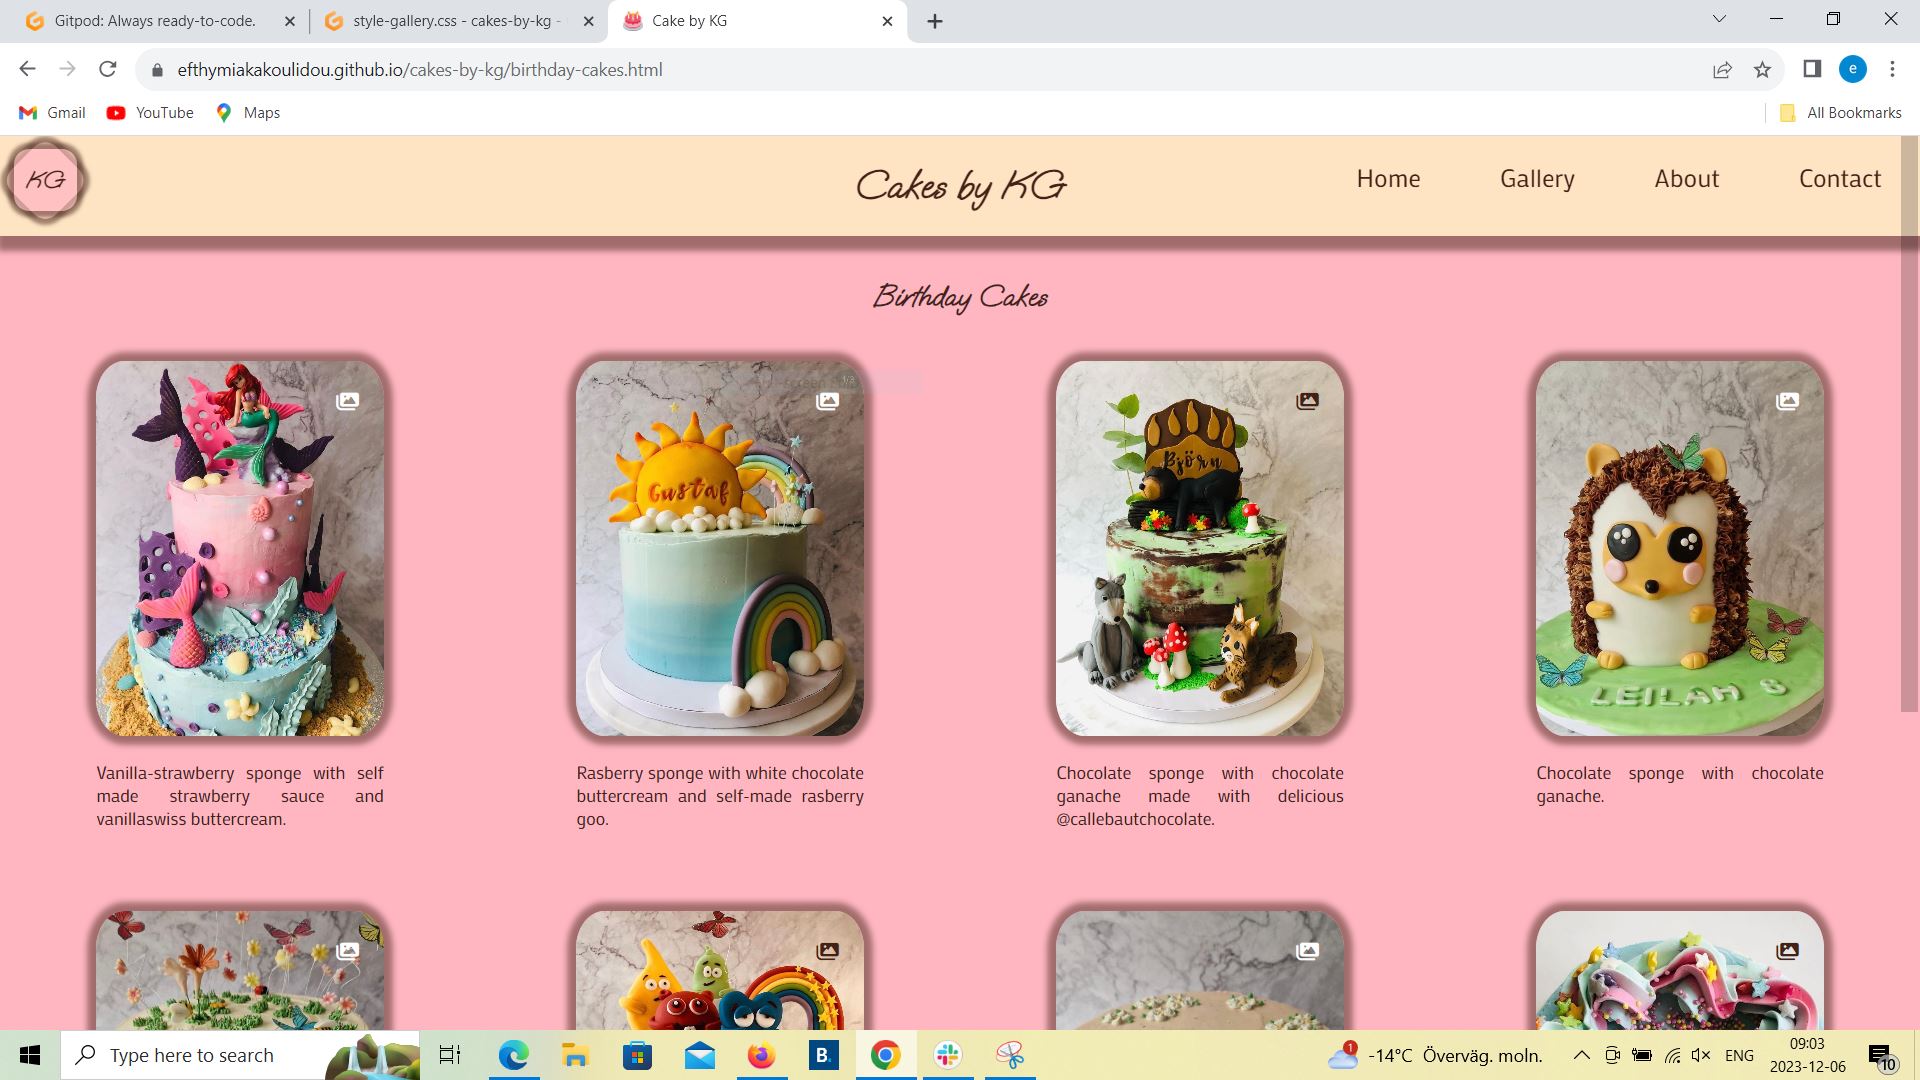 Gitpod: Always ready-to-code.
style-gallery.css - cakes-by-kg -
Cake by KG
efthymiakakoulidou.github.io/cakes-by-kg/birthday-cakes.html
Gmail YouTube Maps
All Bookmarks
KG
Cakes by KG
Home Gallery About Contact
Birthday Cakes
Gustaf
Björn
LEILAH 8
Vanilla-strawberry sponge with self
made strawberry sauce and
vanillaswiss buttercream.
Rasberry sponge with white chocolate
buttercream and self-made rasberry
goo.
Chocolate sponge with chocolate
ganache made with delicious
@callebautchocolate.
Chocolate sponge with chocolate
ganache.
Type here to search
B.
1
-14°C Överväg. moln.
ENG
09:03
2023-12-06
10